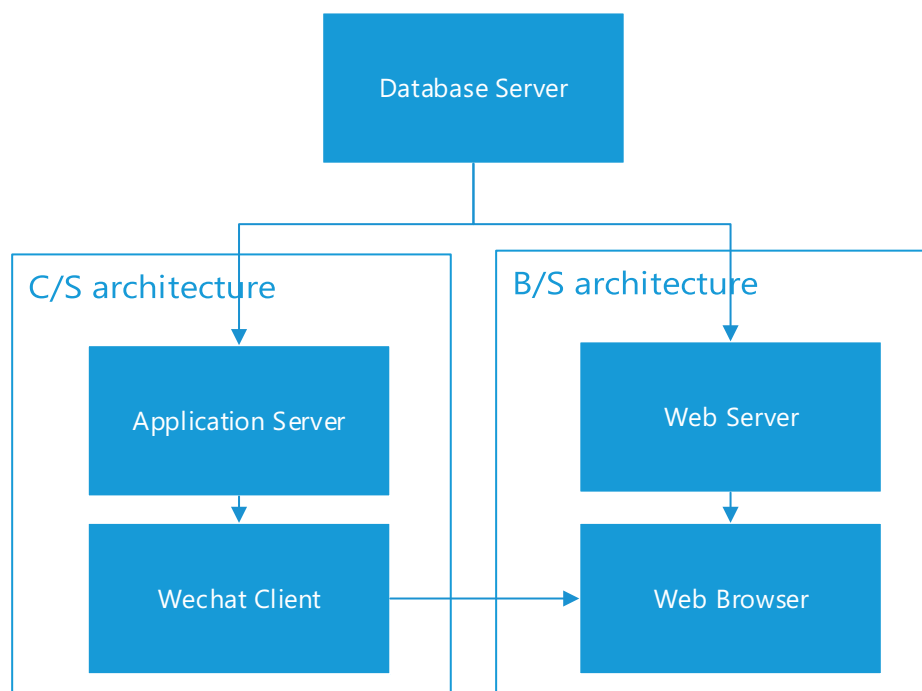 Database Server
C/S architecture
B/S architecture
Application Server
Web Server
Wechat Client
Web Browser